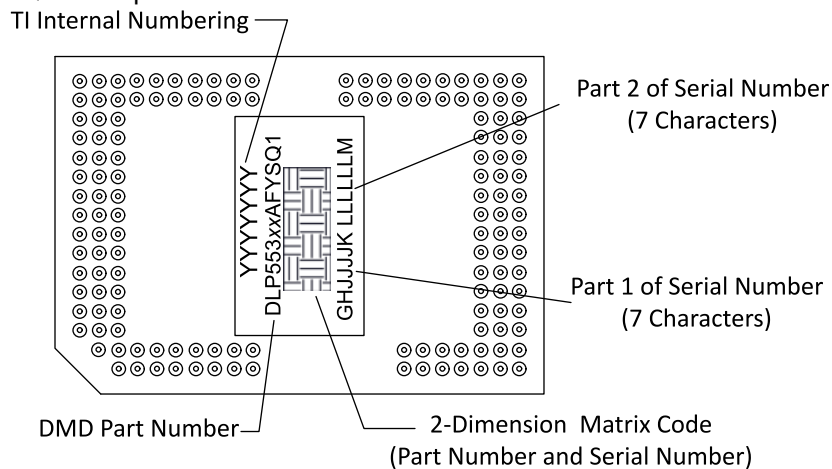 TI Internal Numbering
Part 2 of Serial Number
(7 Characters)
YYYYYYY
DLP553xxAFYSQ1
GHJJJJK LLLLLLM
Part 1 of Serial Number
(7 Characters)
DMD Part Number
2-Dimension Matrix Code
(Part Number and Serial Number)